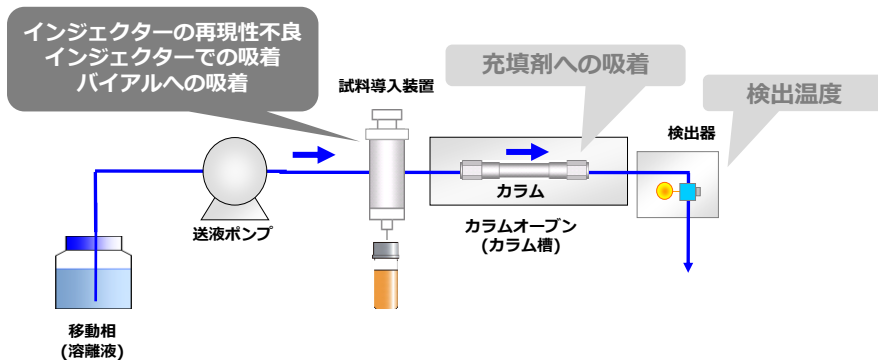 インジェクターの再現性不良
インジェクターでの吸着
バイアルへの吸着
充填剤への吸着
検出温度
試料導入装置
検出器
カラム
送液ポンプ
カラムオーブン
(カラム槽)
移動相
(溶離液)